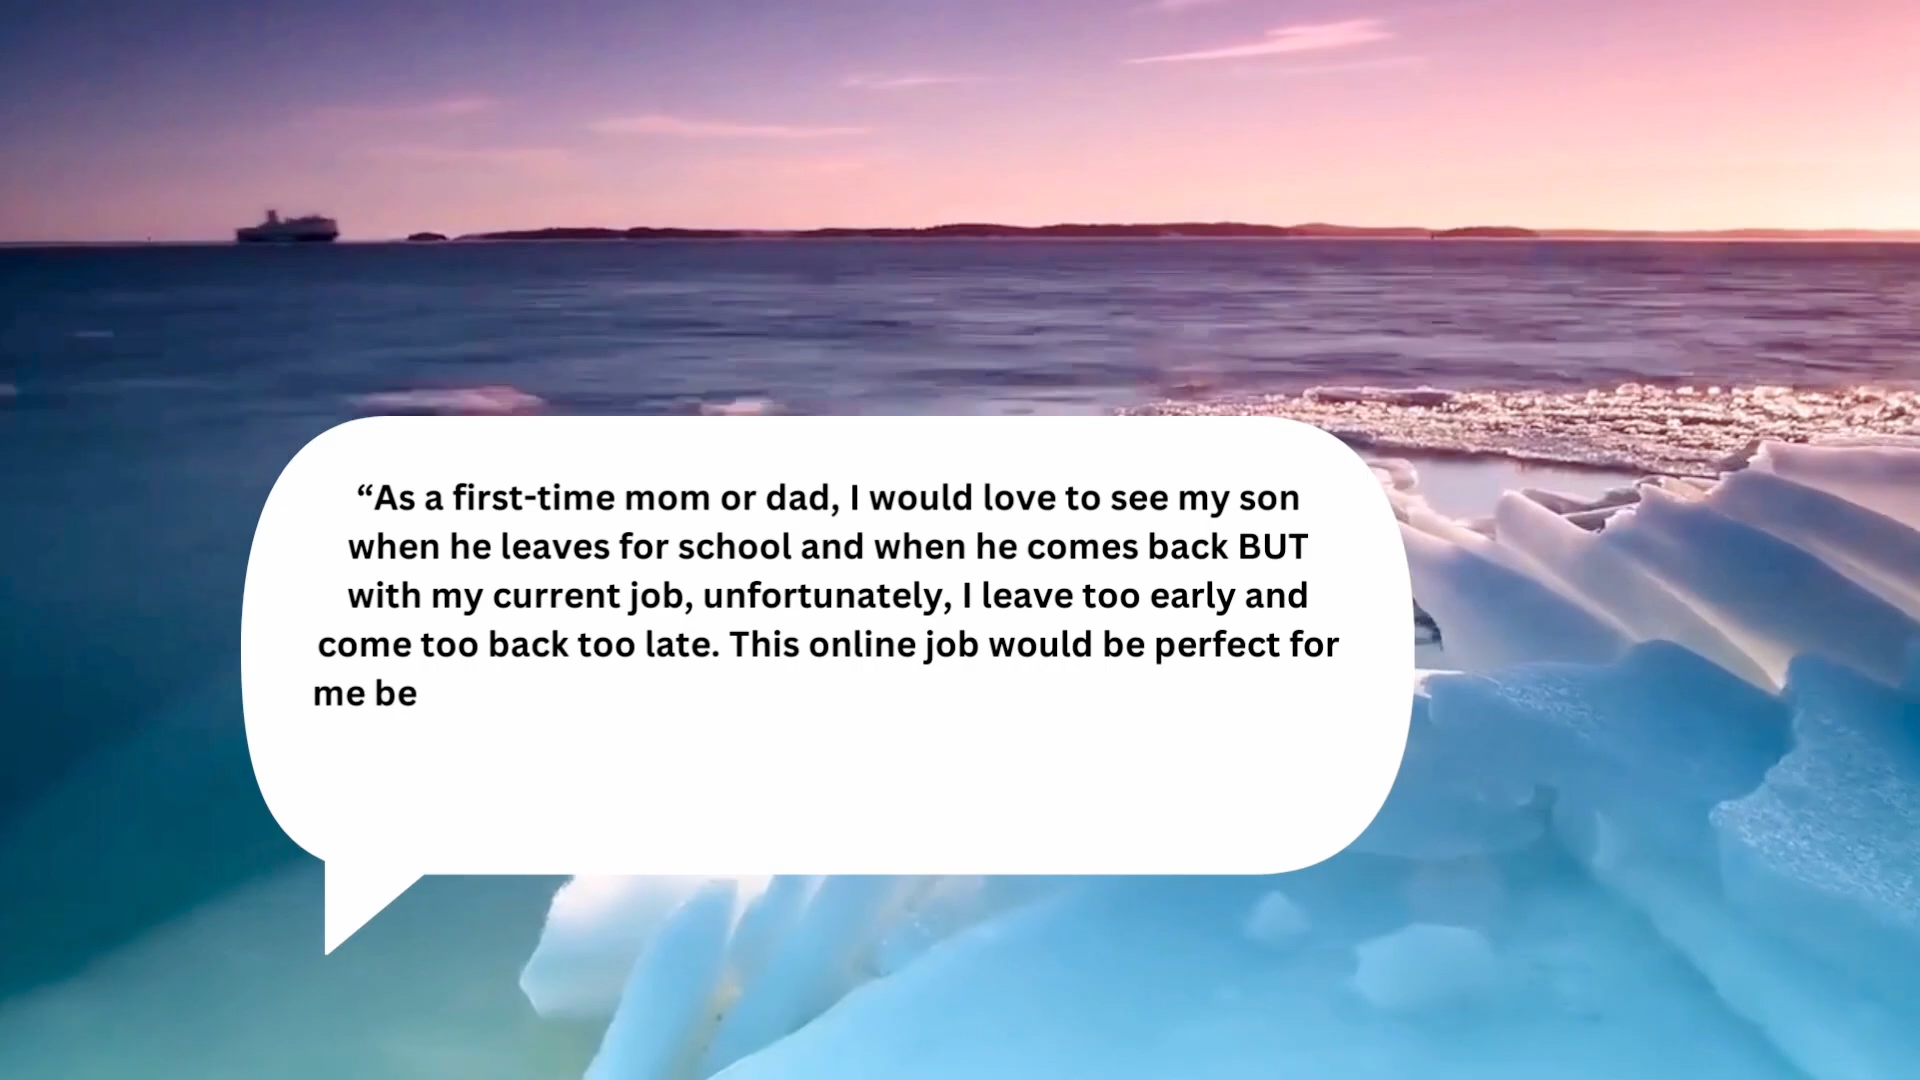 “As a first-time mom or dad, I would love to see my son
when he leaves for school and when he comes back BUT
with my current job, unfortunately, I leave too early and
come too back too late. This online job would be perfect for
me be